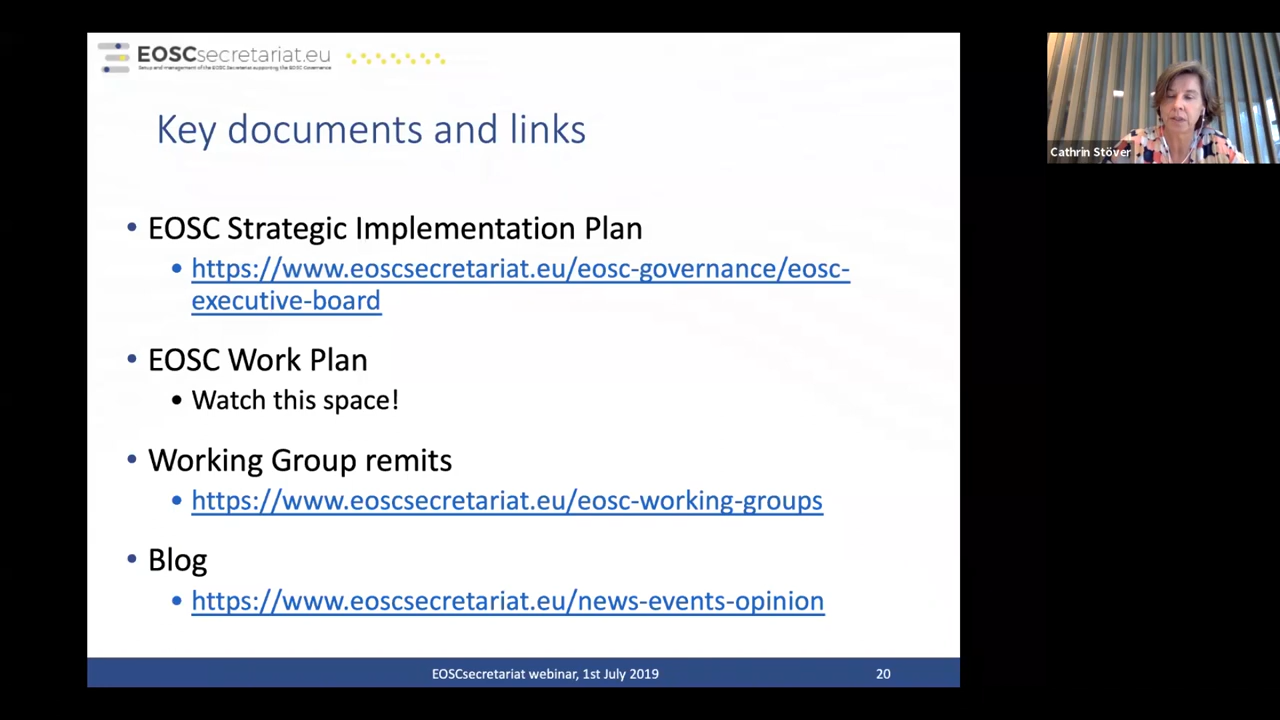 EOSCsecretariat.eu
Setup and management of the EOSC Secretariat supporting the EOSC Governance
Key documents and links
• EOSC Strategic Implementation Plan
• https://www.eoscsecretariat.eu/eosc-governance/eosc-
executive-board
• EOSC Work Plan
• Watch this space!
• Working Group remits
• https://www.eoscsecretariat.eu/eosc-working-groups
• Blog
• https://www.eoscsecretariat.eu/news-events-opinion
EOSCsecretariat webinar, 1st July 2019
20
Cathrin Stöver